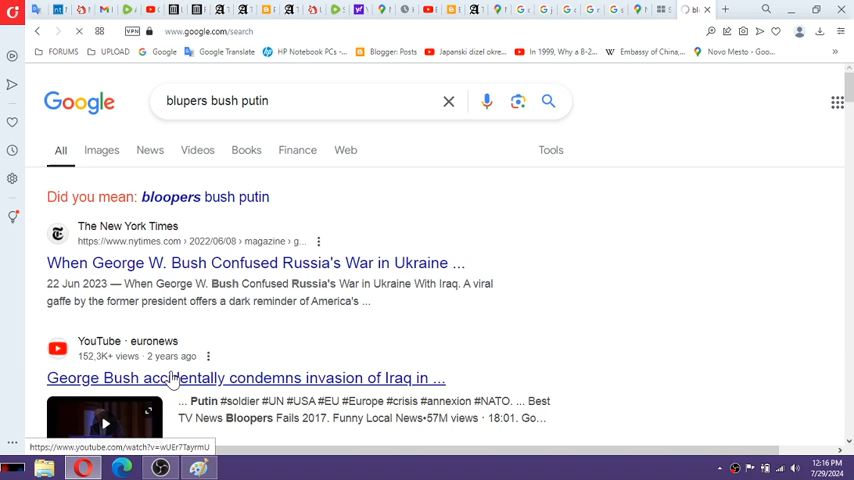 nt
www.google.com/search
VPN
FORUMS
UPLOAD
Google
Google Translate
HP Notebook PCs -...
Blogger: Posts
Japanski dizel okre...
In 1999, Why a B-2...
Embassy of China,...
Novo Mesto - Goo...
Google
blupers bush putin
All
Images
News
Videos
Books
Finance
Web
Tools
Did you mean: bloopers bush putin
The New York Times
https://www.nytimes.com › 2022/06/08 › magazine › g...
When George W. Bush Confused Russia's War in Ukraine ...
22 Jun 2023 — When George W. Bush Confused Russia's War in Ukraine With Iraq. A viral
gaffe by the former president offers a dark reminder of America's ...
YouTube · euronews
152,3K+ views · 2 years ago
George Bush accidentally condemns invasion of Iraq in ...
... Putin #soldier #UN #USA #EU #Europe #crisis #annexion #NATO. ... Best
TV News Bloopers Fails 2017. Funny Local News•57M views · 18:01. Go...
https://www.youtube.com/watch?v=wUEr7TayrmU
12:16 PM
7/29/2024